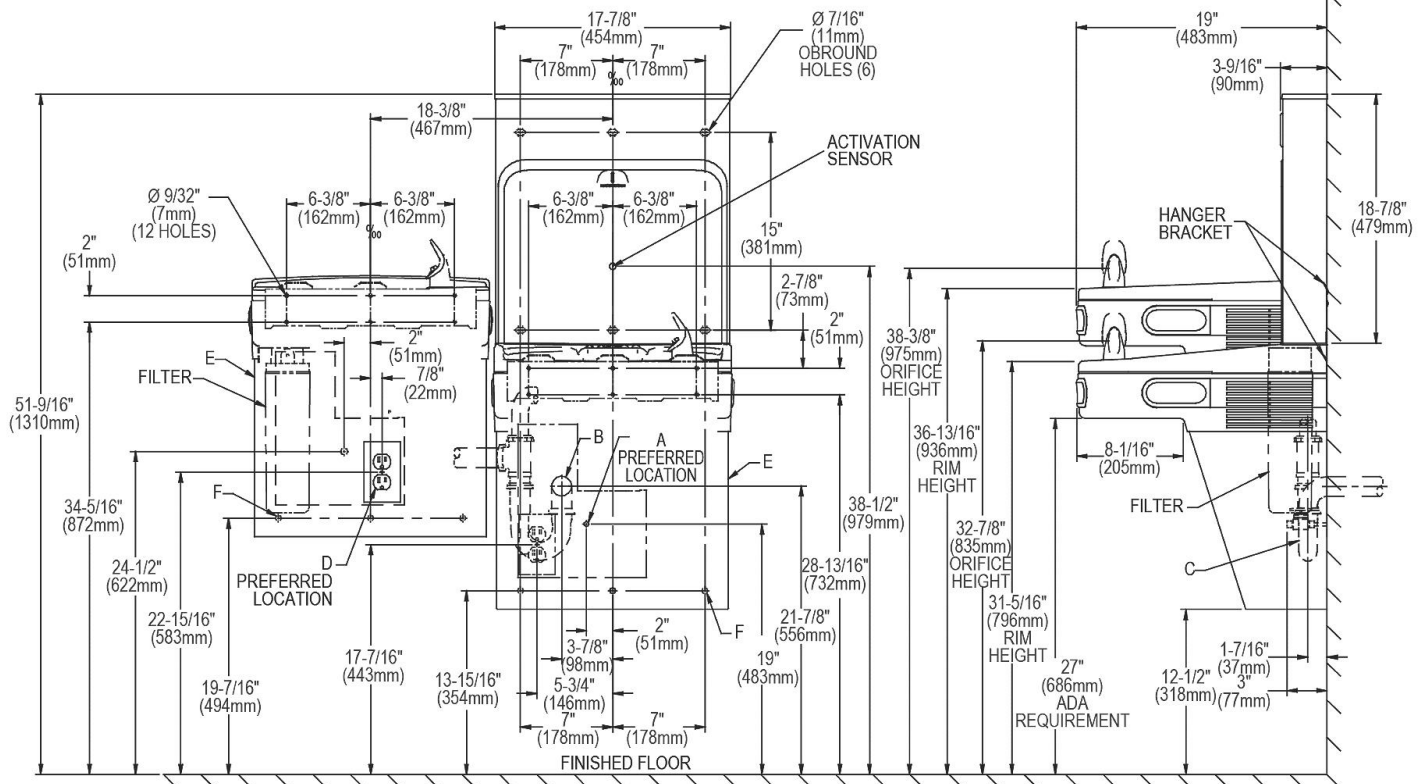 17-7/8"
(454mm)
7"
(178mm)
7"
(178mm)
Ø 7/16"
(11mm)
OBROUND
HOLES (6)
19"
(483mm)
3-9/16"
(90mm)
18-3/8"
(467mm)
ACTIVATION
SENSOR
Ø 9/32"
(7mm)
(12 HOLES)
6-3/8"
(162mm)
6-3/8"
(162mm)
6-3/8"
(162mm)
6-3/8"
(162mm)
15"
(381mm)
HANGER
BRACKET
18-7/8"
(479mm)
2"
(51mm)
2-7/8"
(73mm)
2"
(51mm)
2"
(51mm)
7/8"
(22mm)
E
FILTER
38-3/8"
(975mm)
ORIFICE
HEIGHT
51-9/16"
(1310mm)
36-13/16"
(936mm)
RIM
HEIGHT
8-1/16"
(205mm)
B
A
PREFERRED
LOCATION
E
F
34-5/16"
(872mm)
38-1/2"
(979mm)
FILTER
32-7/8"
(835mm)
ORIFICE
HEIGHT
24-1/2"
(622mm)
D
PREFERRED
LOCATION
28-13/16"
(732mm)
C
31-5/16"
(796mm)
RIM
HEIGHT
22-15/16"
(583mm)
21-7/8"
(556mm)
F
2"
(51mm)
3-7/8"
(98mm)
19"
(483mm)
17-7/16"
(443mm)
13-15/16"
(354mm)
5-3/4"
(146mm)
19-7/16"
(494mm)
27"
(686mm)
ADA
REQUIREMENT
12-1/2"
(318mm)
1-7/16"
(37mm)
3"
(77mm)
7"
(178mm)
7"
(178mm)
FINISHED FLOOR